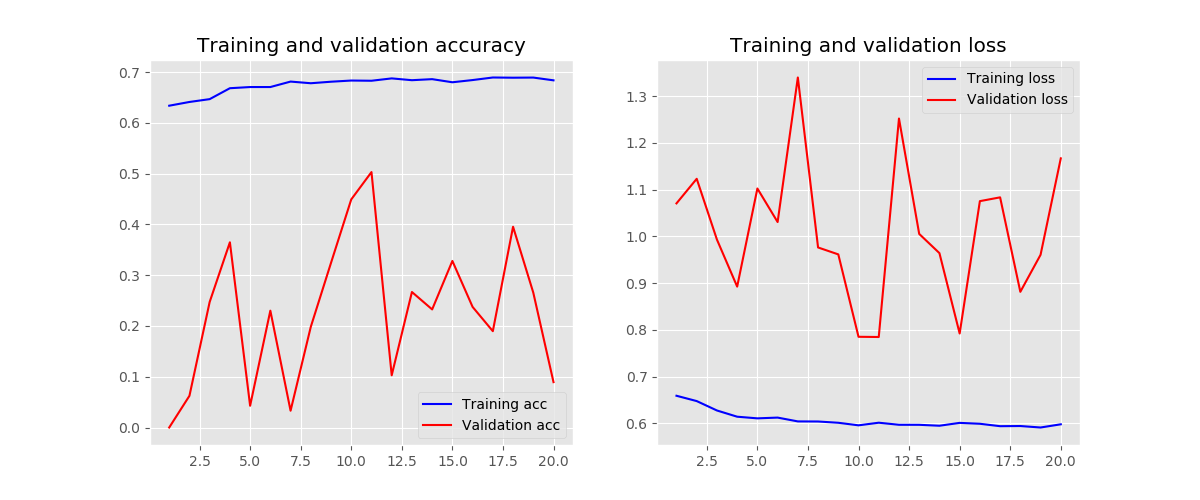 Training and validation accuracy
0.7
0.6
0.5
0.4
0.3
0.2
0.1
0.0
Training acc
Validation acc
2.5 5.0 7.5 10.0 12.5 15.0 17.5 20.0
Training and validation loss
Training loss
Validation loss
1.3
1.2
1.1
1.0
0.9
0.8
0.7
0.6
2.5 5.0 7.5 10.0 12.5 15.0 17.5 20.0